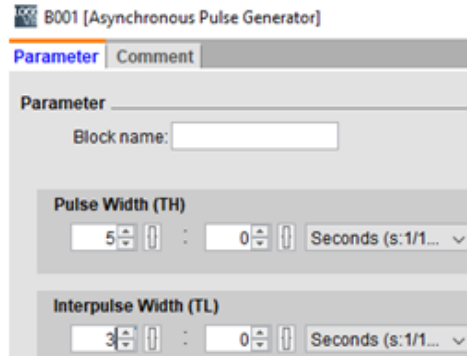 B001 [Asynchronous Pulse Generator]
Parameter Comment
Parameter
Block name:
Pulse Width (TH)
5 : 0 Seconds (s:1/1...
Interpulse Width (TL)
3 : 0 Seconds (s:1/1...